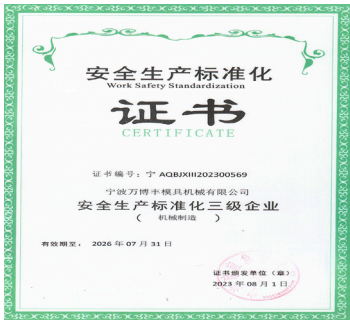 安全生产标准化
Work Safety Standardization
证书
CERTIFICATE
证书编号：宁 AQBJXIII202300569
宁波万博丰模具机械有限公司
安全生产标准化三级企业
（ 机械制造 ）
有效期至： 2026 年 07 月 31 日
证书颁发单位（章）
2023 年 08 月 1 日